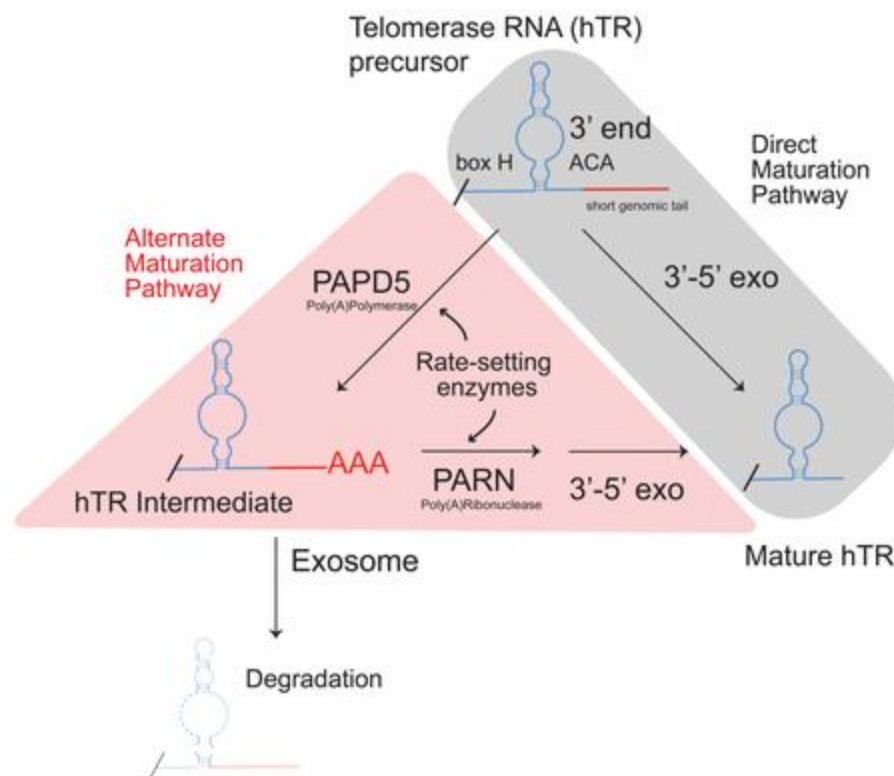 Telomerase RNA (hTR)
precursor
3’ end
box H
ACA
short genomic tail
Direct
Maturation
Pathway
Alternate
Maturation
Pathway
PAPD5
Poly(A)Polymerase
3’-5’ exo
Rate-setting
enzymes
AAA
hTR Intermediate
PARN
Poly(A)Ribonuclease
3’-5’ exo
Mature hTR
Exosome
Degradation